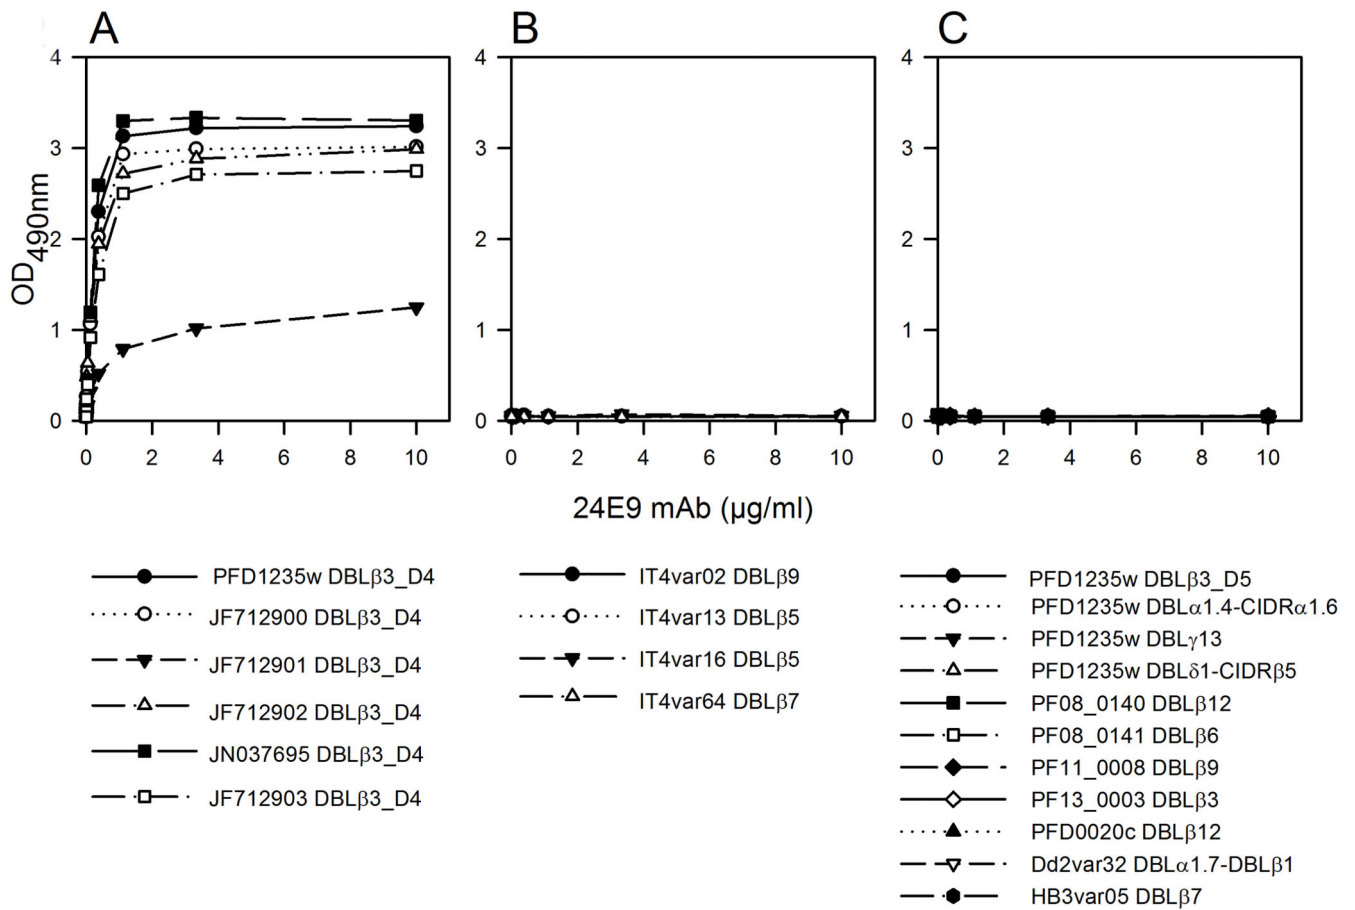 A
B
C
4
3
2
1
0
OD490nm
0 2 4 6 8 10
4
3
2
1
0
0 2 4 6 8 10
4
3
2
1
0
0 2 4 6 8 10
24E9 mAb (µg/ml)
PFD1235w DBLβ3_D4
JF712900 DBLβ3_D4
JF712901 DBLβ3_D4
JF712902 DBLβ3_D4
JN037695 DBLβ3_D4
JF712903 DBLβ3_D4
IT4var02 DBLβ9
IT4var13 DBLβ5
IT4var16 DBLβ5
IT4var64 DBLβ7
PFD1235w DBLβ3_D5
PFD1235w DBLα1.4-CIDRα1.6
PFD1235w DBLγ13
PFD1235w DBLδ1-CIDRβ5
PF08_0140 DBLβ12
PF08_0141 DBLβ6
PF11_0008 DBLβ9
PF13_0003 DBLβ3
PFD0020c DBLβ12
Dd2var32 DBLα1.7-DBLβ1
HB3var05 DBLβ7